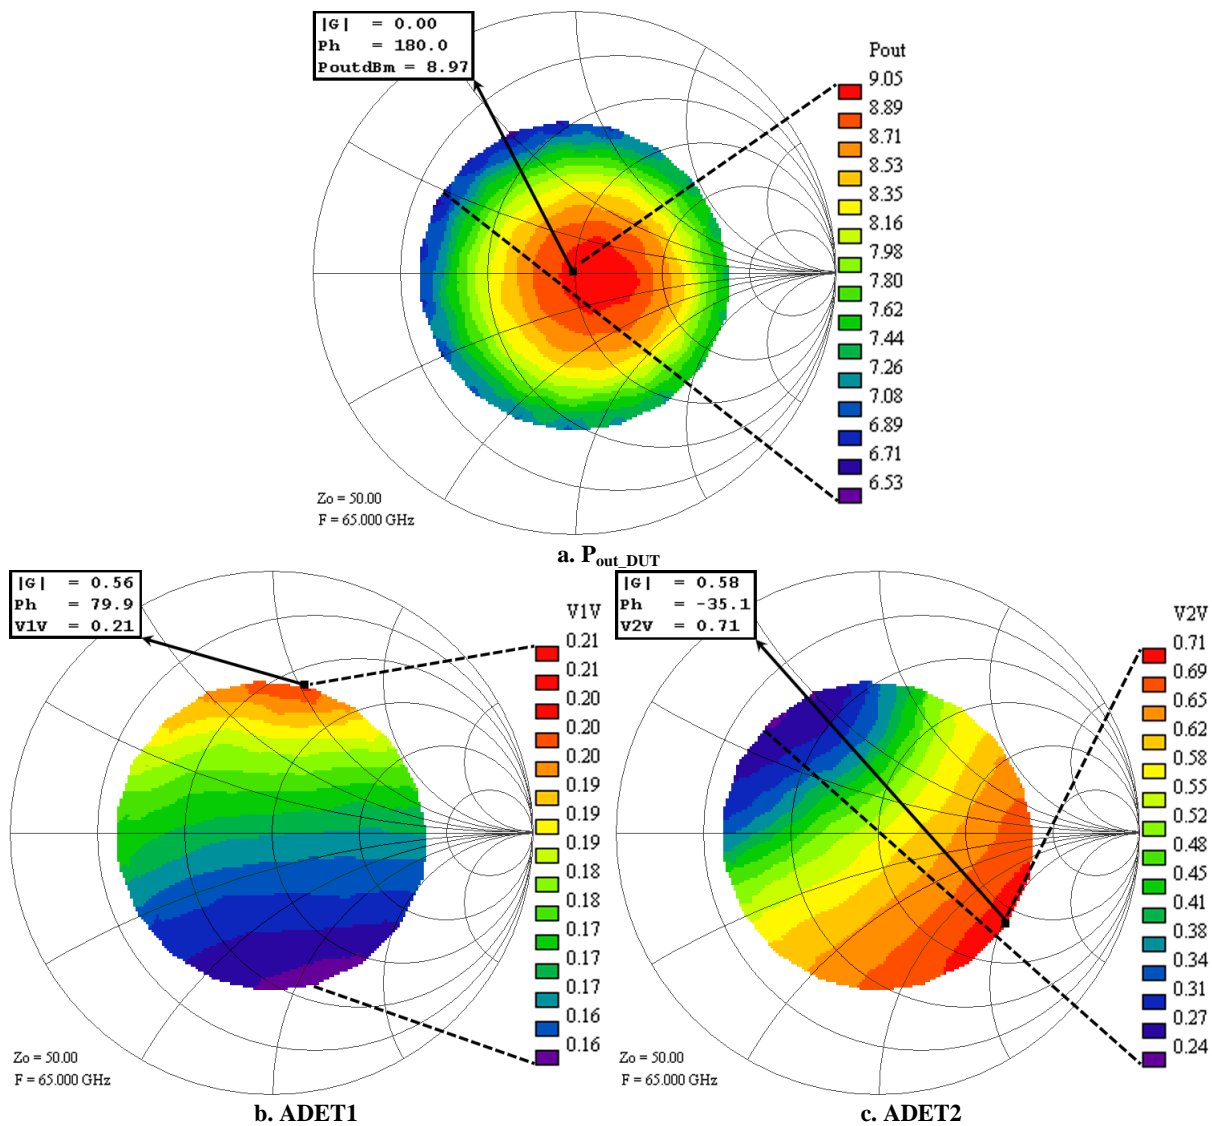 |G| = 0.00
Ph = 180.0
PoutdBm = 8.97
Pout
9.05
8.89
8.71
8.53
8.35
8.16
7.98
7.80
7.62
7.44
7.26
7.08
6.89
6.71
6.53
Zo = 50.00
F = 65.000 GHz
a. Pout_DUT
|G| = 0.56
Ph = 79.9
V1V = 0.21
V1V
0.21
0.21
0.20
0.20
0.20
0.19
0.19
0.19
0.18
0.18
0.17
0.17
0.17
0.16
0.16
Zo = 50.00
F = 65.000 GHz
b. ADET1
|G| = 0.58
Ph = -35.1
V2V = 0.71
V2V
0.71
0.69
0.65
0.62
0.58
0.55
0.52
0.48
0.45
0.41
0.38
0.34
0.31
0.27
0.24
Zo = 50.00
F = 65.000 GHz
c. ADET2